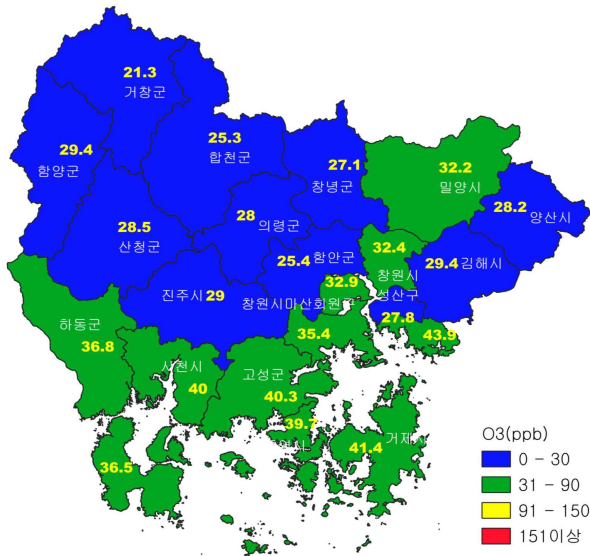 21.3
거창군
25.3
합천군
29.4
함양군
27.1
창녕군
32.2
밀양시
28.2
양산시
28.5
산청군
28
의령군
25.4 함안군
32.4
창원시
성산구
29.4 김해시
진주시 29
창원시마산회원구
32.9
27.8
43.9
하동군
36.8
35.4
사천시
40
고성군
40.3
39.7
41.4
36.5
O3(ppb)
0 - 30
31 - 90
91 - 150
151이상